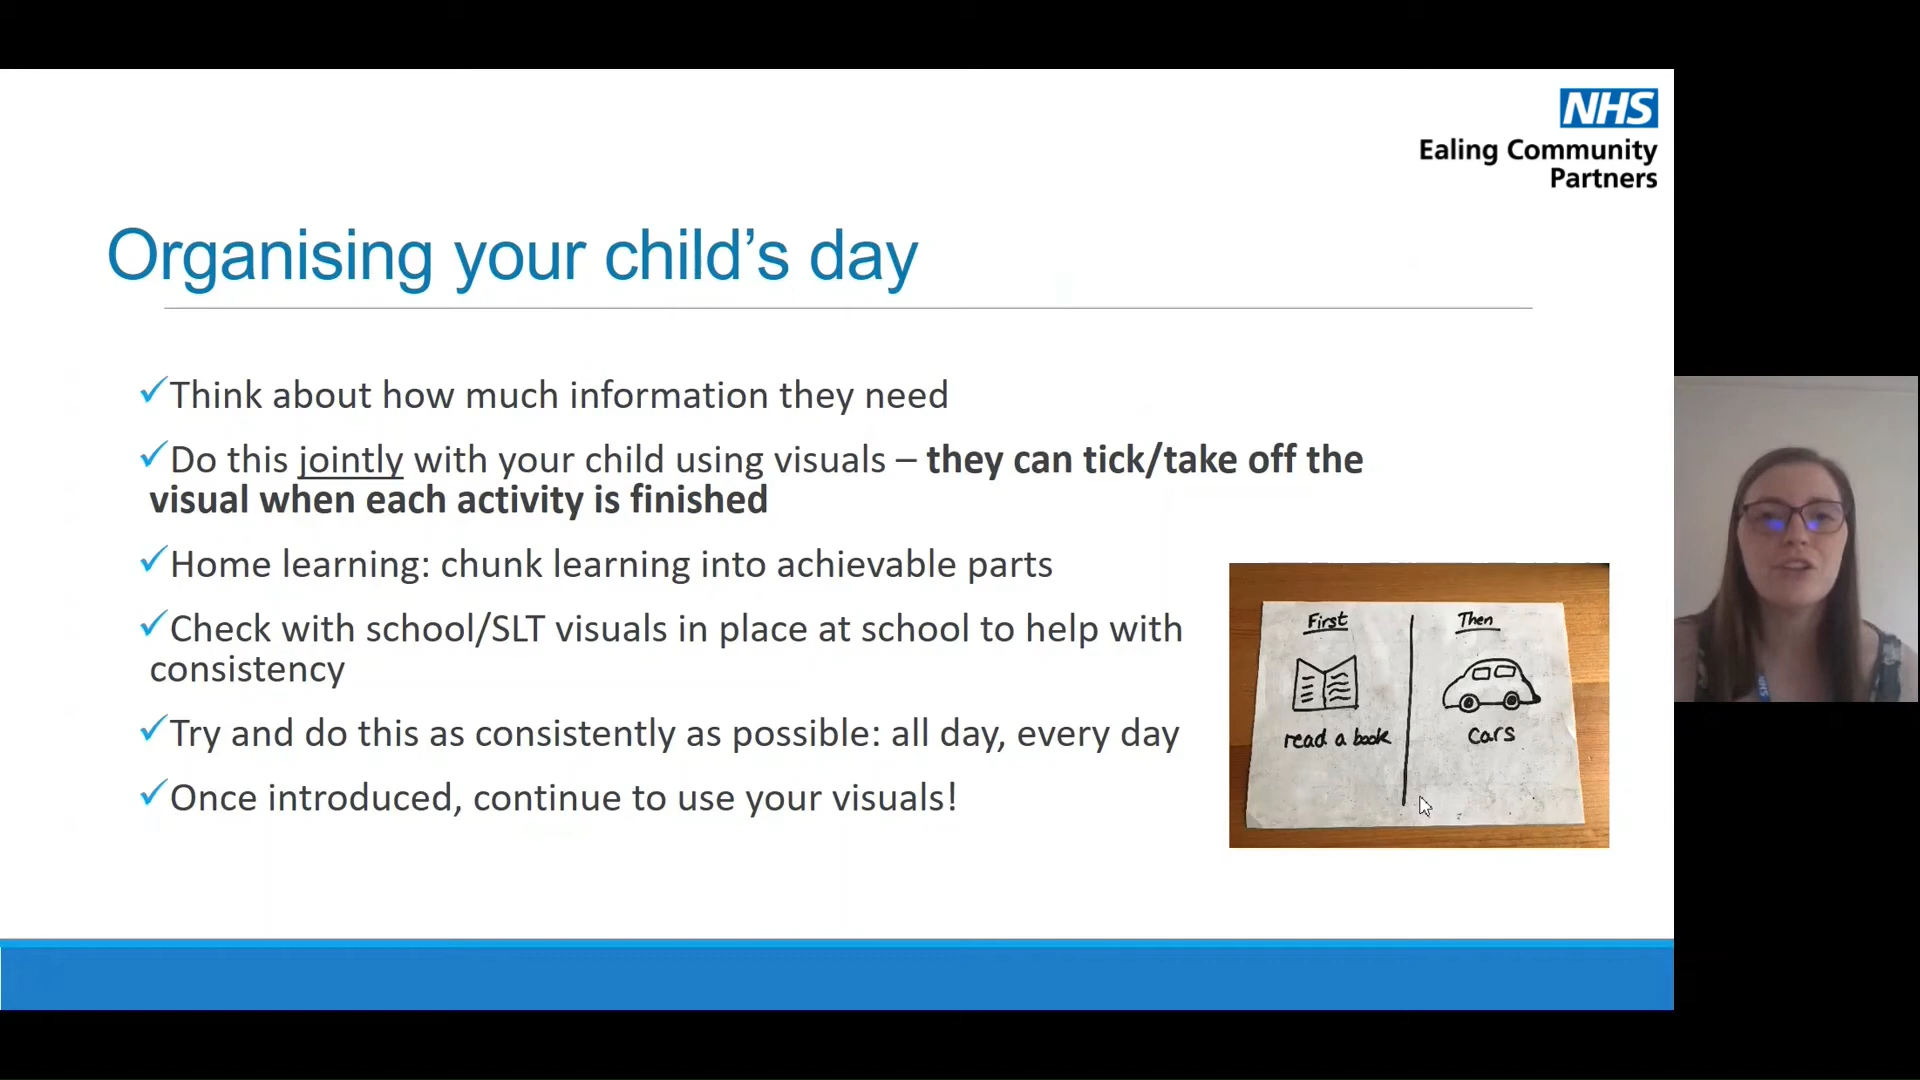 NHS
Ealing Community
Partners
Organising your child's day
✓Think about how much information they need
✓Do this jointly with your child using visuals – they can tick/take off the
visual when each activity is finished
✓Home learning: chunk learning into achievable parts
✓Check with school/SLT visuals in place at school to help with
consistency
✓Try and do this as consistently as possible: all day, every day
✓Once introduced, continue to use your visuals!
First
read a book
Then
cars
NHS